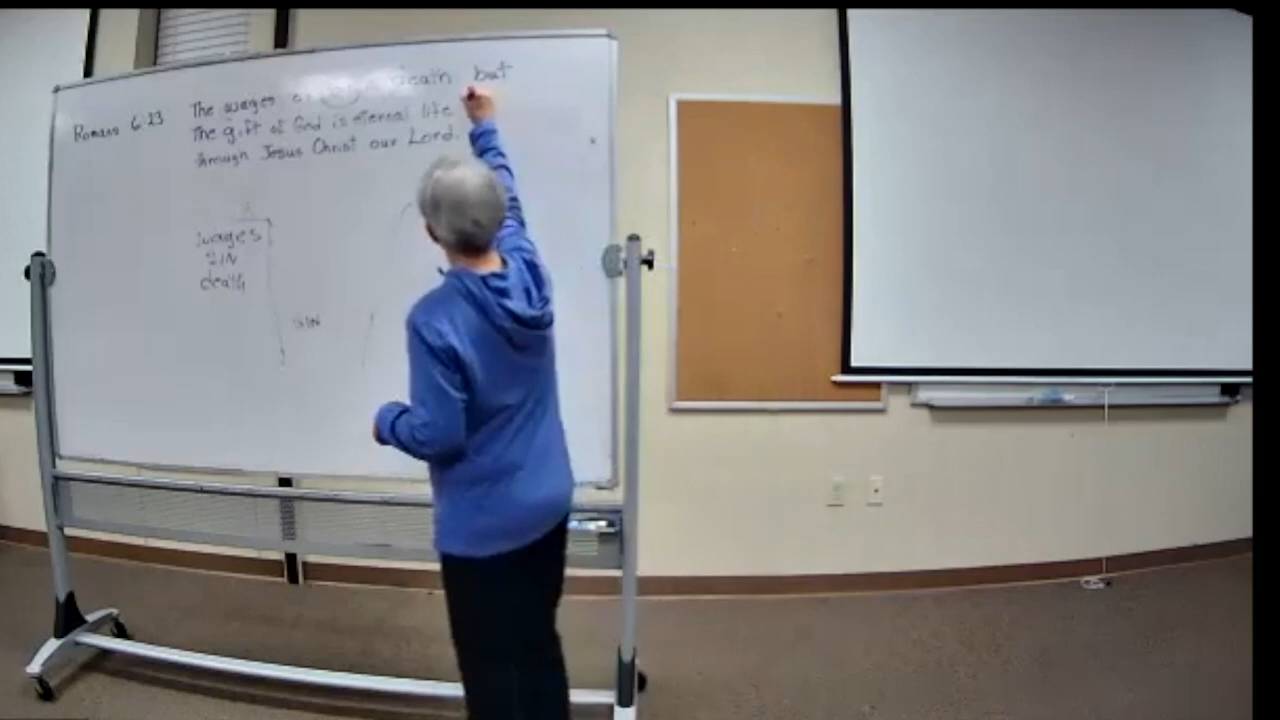 Romans 6:23
The wages of death but
the gift of God is eternal life
through Jesus Christ our Lord.
wages
SIN
death
SIN